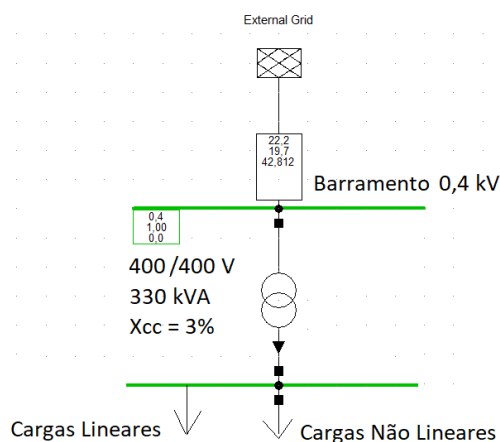 External Grid
22,2
19,7
42,812
Barramento 0,4 kV
0,4
1,00
0,0
400 /400 V
330 kVA
Xcc = 3%
Cargas Lineares
Cargas Não Lineares